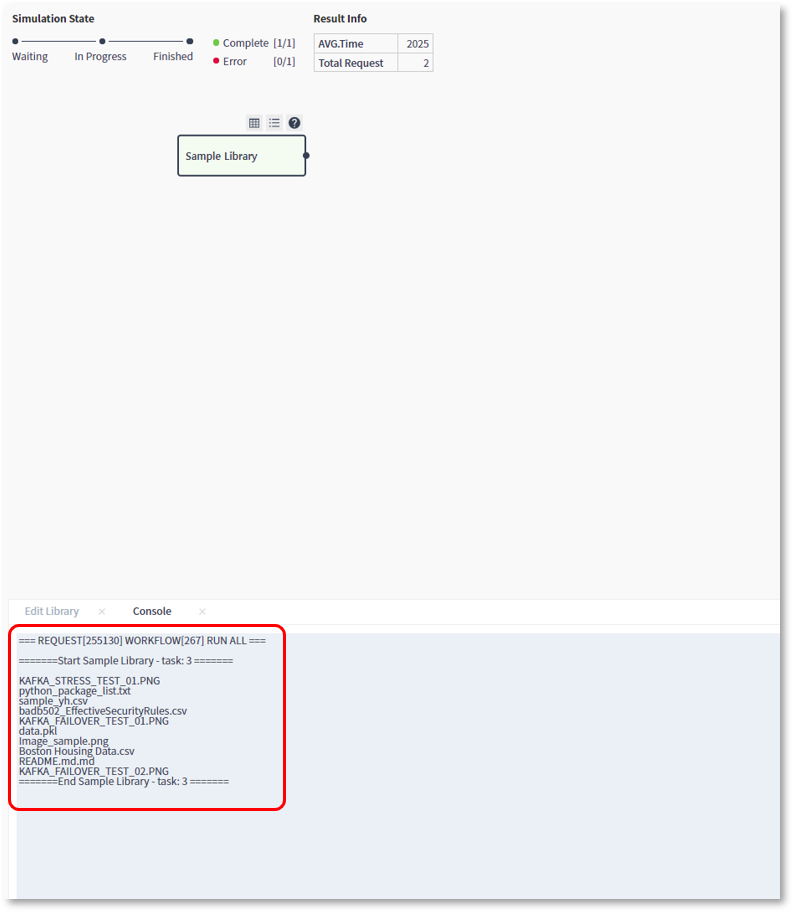 Simulation State
Waiting In Progress Finished
Complete [1/1]
Error [0/1]
Result Info
AVG.Time 2025
Total Request 2
?
Sample Library
Edit Library × Console ×
=== REQUEST[255130] WORKFLOW[267] RUN ALL ===
=======Start Sample Library - task: 3 =======
KAFKA_STRESS_TEST_01.PNG
python_package_list.txt
sample_yh.csv
badb502_EffectiveSecurityRules.csv
KAFKA_FAILOVER_TEST_01.PNG
data.pkl
Image_sample.png
Boston Housing Data.csv
README.md.md
KAFKA_FAILOVER_TEST_02.PNG
=======End Sample Library - task: 3 =======